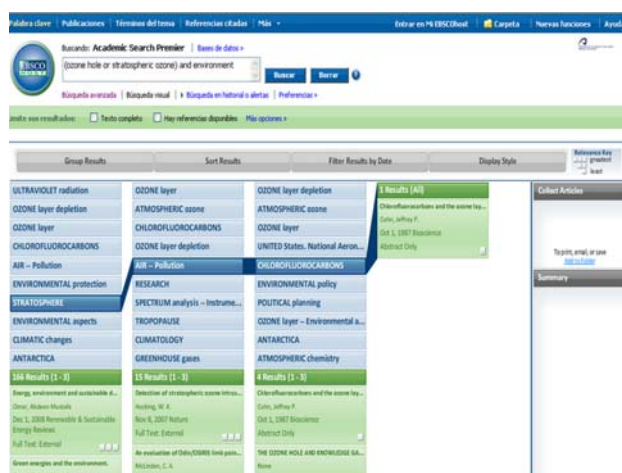 Palabra clave | Publicaciones | Términos del tema | Referencias citadas | Más
Entrar en Mi EBSCOhost | Carpeta | Nuevas funciones | Ayuda
Buscando: Academic Search Premier | Bases de datos »
EBSCO HOST
(ozone hole or stratospheric ozone) and environment
Buscar
Borrar
Búsqueda avanzada | Búsqueda visual | Búsqueda en historial o alertas | Preferencias »
Limite sus resultados: Texto completo Hay referencias disponibles Más opciones »
Group Results
Sort Results
Filter Results by Date
Display Style
Relevance Key
greatest
least
ULTRAVIOLET radiation
OZONE layer depletion
OZONE layer
CHLOROFLUOROCARBONS
AIR -- Pollution
ENVIRONMENTAL protection
STRATOSPHERE
ENVIRONMENTAL aspects
CLIMATIC changes
ANTARCTICA
166 Results (1 - 3)
Energy, environment and sustainable d...
Omer, Abdeen Mustafa
Dec 1, 2008 Renewable & Sustainable
Energy Reviews
Full Text: External
Green energies and the environment.
OZONE layer
ATMOSPHERIC ozone
CHLOROFLUOROCARBONS
OZONE layer depletion
AIR -- Pollution
RESEARCH
SPECTRUM analysis -- Instrume...
TROPOPAUSE
CLIMATOLOGY
GREENHOUSE gases
15 Results (1 - 3)
Detection of stratospheric ozone intrus...
Hocking, W. K.
Nov 8, 2007 Nature
Full Text: External
An evaluation of Odin/OSIRIS limb poin...
McLinden, C. A.
OZONE layer depletion
ATMOSPHERIC ozone
OZONE layer
UNITED States. National Aeron...
CHLOROFLUOROCARBONS
ENVIRONMENTAL policy
POLITICAL planning
OZONE layer -- Environmental a...
ANTARCTICA
ATMOSPHERIC chemistry
4 Results (1 - 3)
Chlorofluorocarbons and the ozone lay...
Cohn, Jeffrey P.
Oct 1, 1987 Bioscience
Abstract Only
THE OZONE HOLE AND KNOWLEDGE GA...
None
1 Results (All)
Chlorofluorocarbons and the ozone lay...
Cohn, Jeffrey P.
Oct 1, 1987 Bioscience
Abstract Only
Collect Articles
To print, email, or save
Add to Folder
Summary